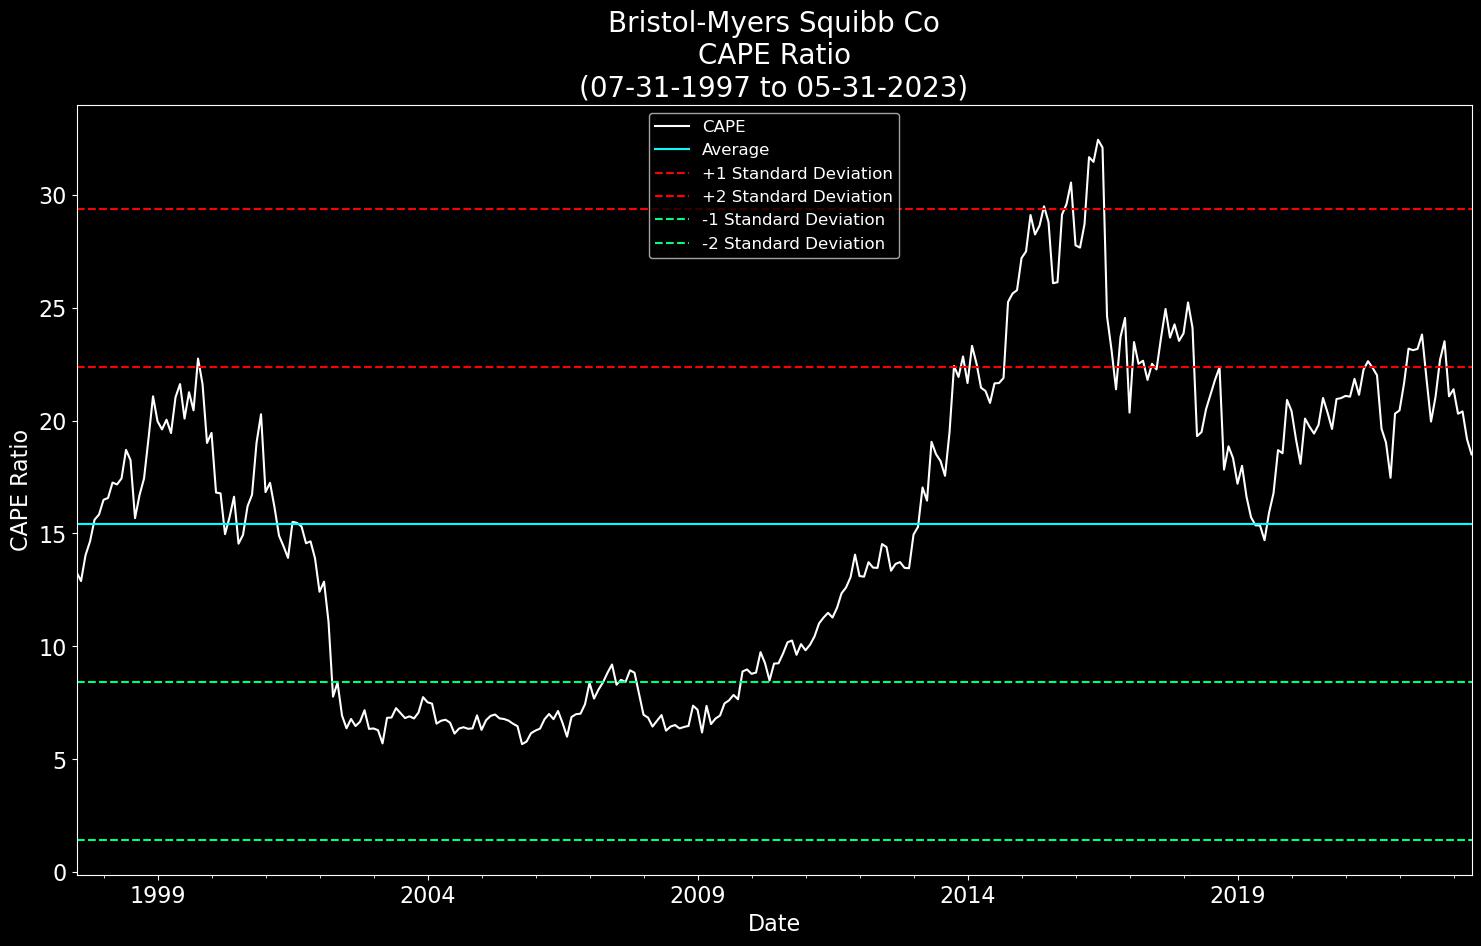 Bristol-Myers Squibb Co
CAPE Ratio
(07-31-1997 to 05-31-2023)
CAPE
Average
+1 Standard Deviation
+2 Standard Deviation
-1 Standard Deviation
-2 Standard Deviation
CAPE Ratio
30
25
20
15
10
5
0
1999 2004 2009 2014 2019
Date